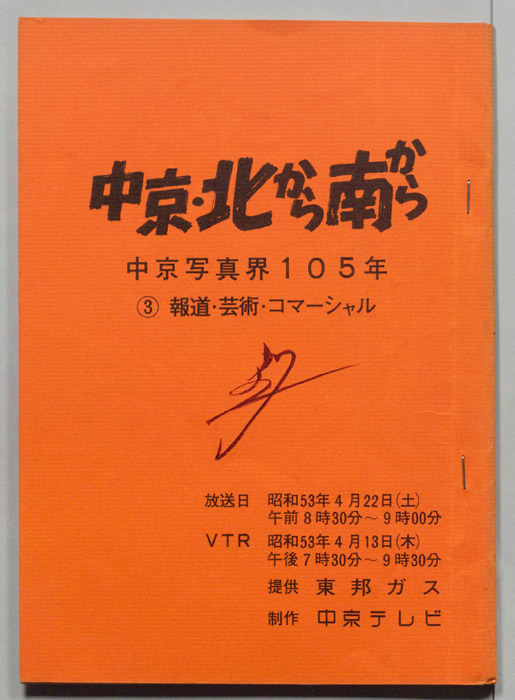 中京・北から南から
中京写真界105年
③ 報道・芸術・コマーシャル
放送日 昭和53年4月22日(土)
午前8時30分～9時00分
VTR 昭和53年4月13日(木)
午後7時30分～9時30分
提供 東邦ガス
制作 中京テレビ